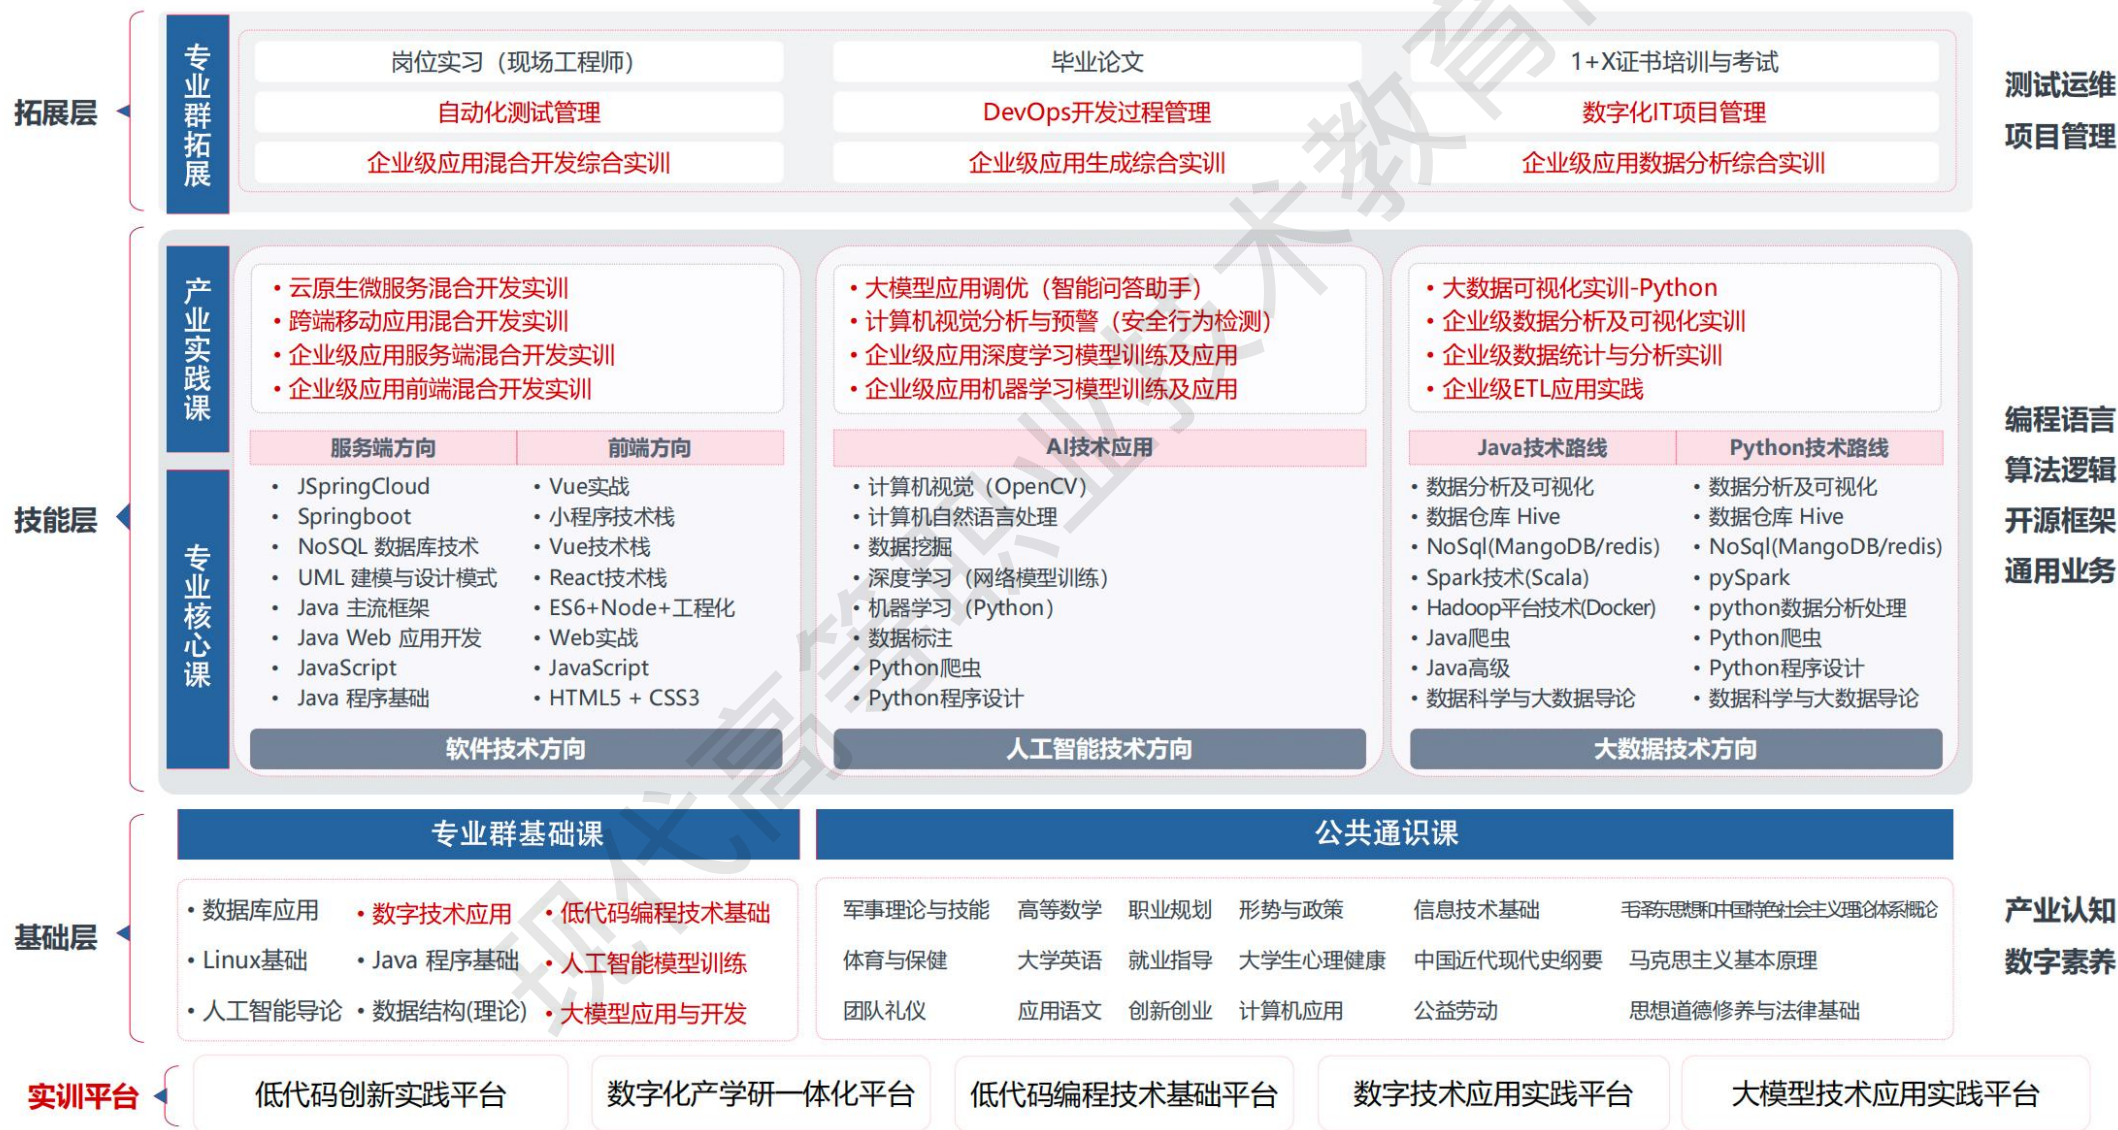 拓展层
专业群拓展
岗位实习（现场工程师） 毕业论文 1+X证书培训与考试
自动化测试管理 DevOps开发过程管理 数字化IT项目管理
企业级应用混合开发综合实训 企业级应用生成综合实训 企业级应用数据分析综合实训
测试运维
项目管理
技能层
产业实践课
• 云原生微服务混合开发实训
• 跨端移动应用混合开发实训
• 企业级应用服务端混合开发实训
• 企业级应用前端混合开发实训
• 大模型应用调优（智能问答助手）
• 计算机视觉分析与预警（安全行为检测）
• 企业级应用深度学习模型训练及应用
• 企业级应用机器学习模型训练及应用
• 大数据可视化实训-Python
• 企业级数据分析及可视化实训
• 企业级数据统计与分析实训
• 企业级ETL应用实践
专业核心课
服务端方向
• JSpringCloud
• Springboot
• NoSQL 数据库技术
• UML 建模与设计模式
• Java 主流框架
• Java Web 应用开发
• JavaScript
• Java 程序基础
前端方向
• Vue实战
• 小程序技术栈
• Vue技术栈
• React技术栈
• ES6+Node+工程化
• Web实战
• JavaScript
• HTML5 + CSS3
软件技术方向
AI技术应用
• 计算机视觉（OpenCV）
• 计算机自然语言处理
• 数据挖掘
• 深度学习（网络模型训练）
• 机器学习（Python）
• 数据标注
• Python爬虫
• Python程序设计
人工智能技术方向
Java技术路线
• 数据分析及可视化
• 数据仓库 Hive
• NoSql(MangoDB/redis)
• Spark技术(Scala)
• Hadoop平台技术(Docker)
• Java爬虫
• Java高级
• 数据科学与大数据导论
Python技术路线
• 数据分析及可视化
• 数据仓库 Hive
• NoSql(MangoDB/redis)
• pySpark
• python数据分析处理
• Python爬虫
• Python程序设计
• 数据科学与大数据导论
大数据技术方向
编程语言
算法逻辑
开源框架
通用业务
基础层
专业群基础课
• 数据库应用 • 数字技术应用 • 低代码编程技术基础
• Linux基础 • Java 程序基础 • 人工智能模型训练
• 人工智能导论 • 数据结构(理论) • 大模型应用与开发
公共通识课
军事理论与技能 高等数学 职业规划 形势与政策 信息技术基础 毛泽东思想和中国特色社会主义理论体系概论
体育与保健 大学英语 就业指导 大学生心理健康 中国近代现代史纲要 马克思主义基本原理
团队礼仪 应用语文 创新创业 计算机应用 公益劳动 思想道德修养与法律基础
产业认知
数字素养
实训平台
低代码创新实践平台 数字化产学研一体化平台 低代码编程技术基础平台 数字技术应用实践平台 大模型技术应用实践平台
现代高等职业技术教育